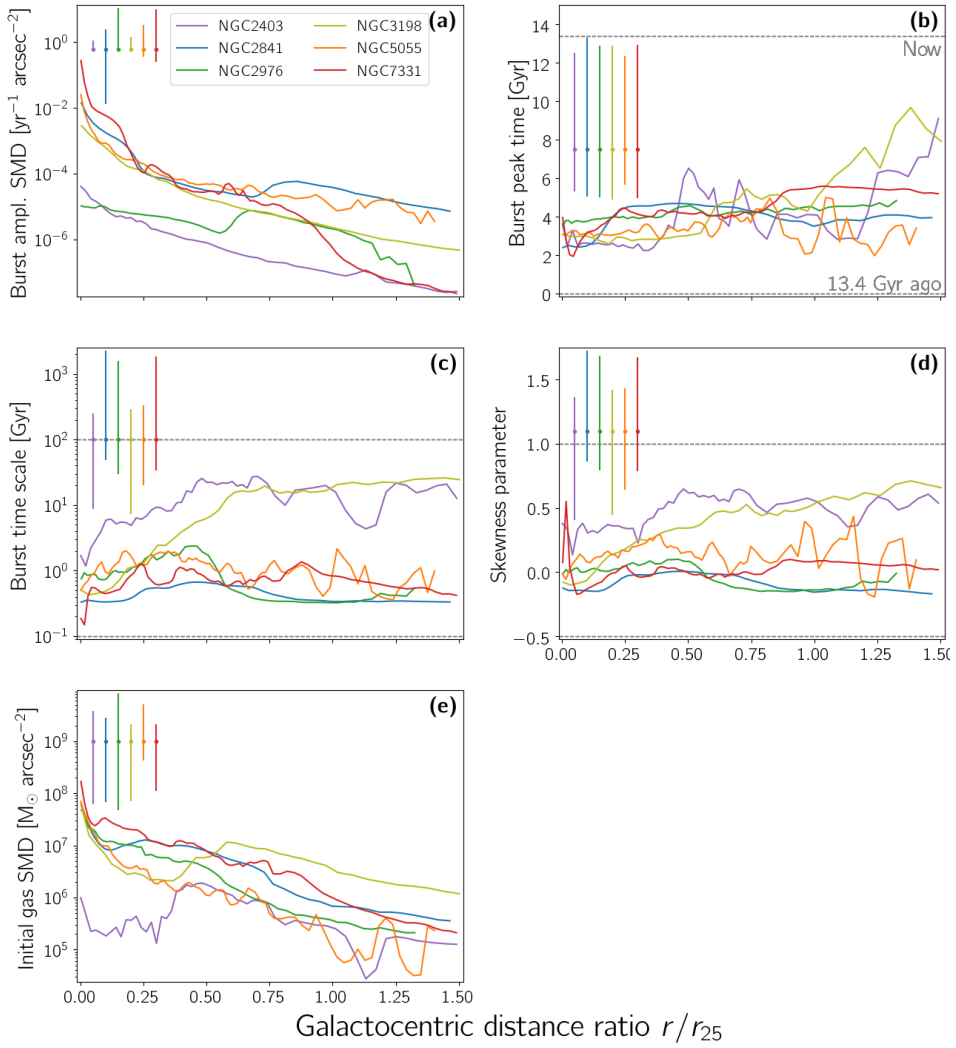 (a)
NGC2403
NGC2841
NGC2976
NGC3198
NGC5055
NGC7331
Burst ampl. SMD [yr⁻¹ arcsec⁻²]
10⁰
10⁻²
10⁻⁴
10⁻⁶
(b)
Now
13.4 Gyr ago
Burst peak time [Gyr]
14
12
10
8
6
4
2
0
(c)
Burst time scale [Gyr]
10³
10²
10¹
10⁰
10⁻¹
(d)
Skewness parameter
1.5
1.0
0.5
0.0
−0.5
0.00 0.25 0.50 0.75 1.00 1.25 1.50
(e)
Initial gas SMD [M⊙ arcsec⁻²]
10⁹
10⁸
10⁷
10⁶
10⁵
0.00 0.25 0.50 0.75 1.00 1.25 1.50
Galactocentric distance ratio r/r₂₅